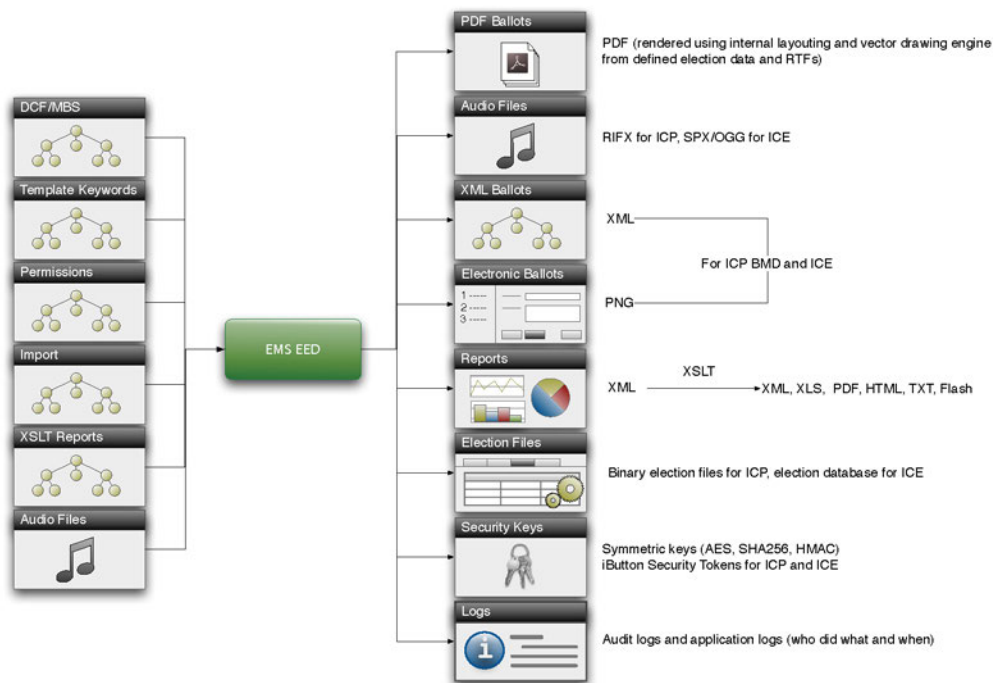 DCF/MBS
Template Keywords
Permissions
Import
XSLT Reports
Audio Files
EMS EED
PDF Ballots
PDF (rendered using internal layouting and vector drawing engine
from defined election data and RTFs)
Audio Files
RIFX for ICP, SPX/OGG for ICE
XML Ballots
XML
For ICP BMD and ICE
Electronic Ballots
1
2
3
PNG
Reports
XML
XSLT
XML, XLS, PDF, HTML, TXT, Flash
Election Files
Binary election files for ICP, election database for ICE
Security Keys
Symmetric keys (AES, SHA256, HMAC)
iButton Security Tokens for ICP and ICE
Logs
Audit logs and application logs (who did what and when)